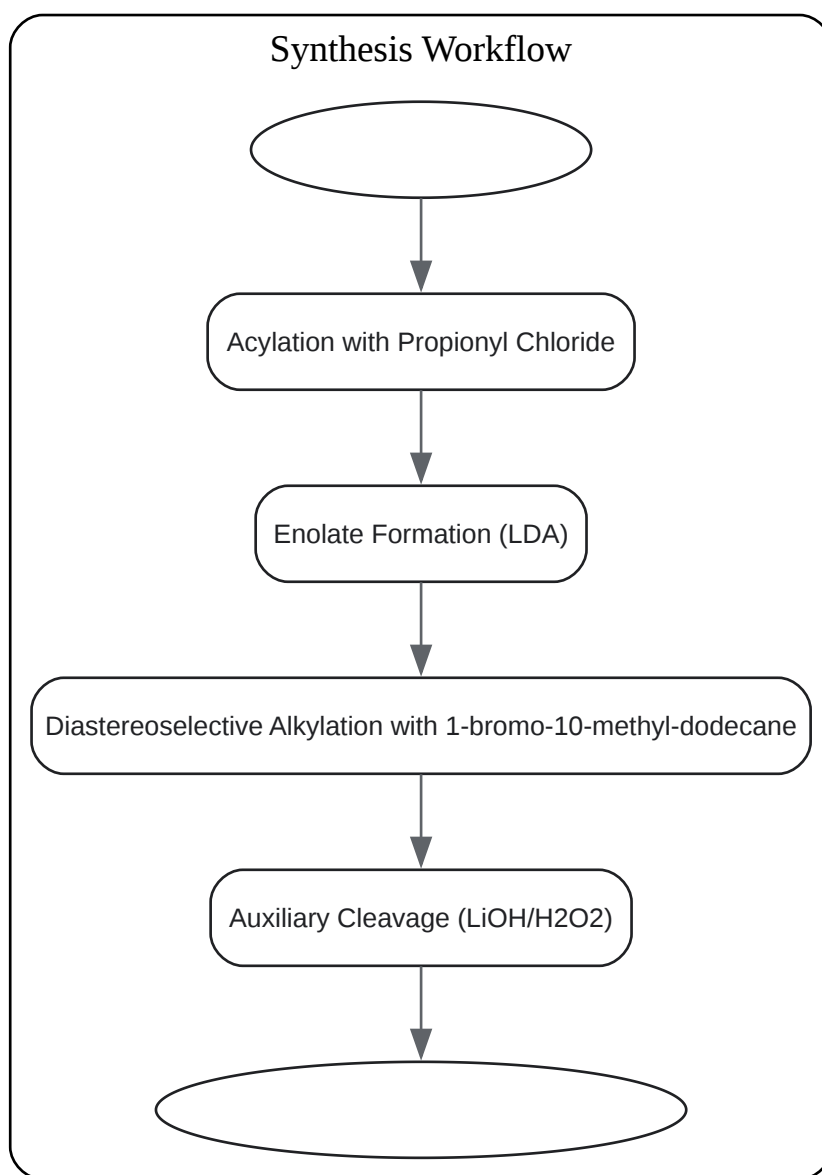 Synthesis Workflow
Acylation with Propionyl Chloride
Enolate Formation (LDA)
Diastereoselective Alkylation with 1-bromo-10-methyl-dodecane
Auxiliary Cleavage (LiOH/H2O2)